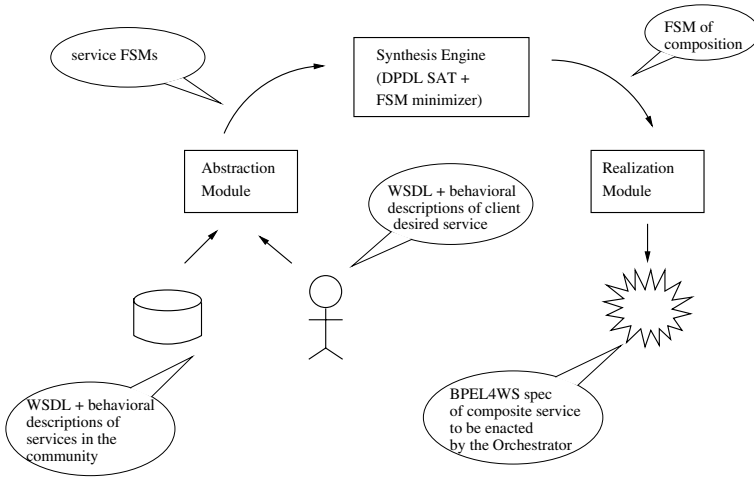 service FSMs
Synthesis Engine
(DPDL SAT +
FSM minimizer)
FSM of
composition
Abstraction
Module
WSDL + behavioral
descriptions of client
desired service
Realization
Module
WSDL + behavioral
descriptions of
services in the
community
BPEL4WS spec
of composite service
to be enacted
by the Orchestrator